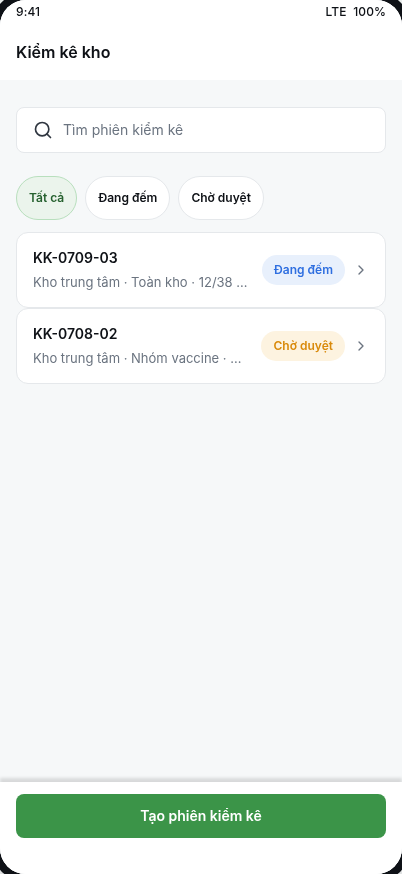 9:41
LTE 100%
Kiểm kê kho
Tìm phiên kiểm kê
Tất cả
Đang đếm
Chờ duyệt
KK-0709-03
Kho trung tâm · Toàn kho · 12/38 ...
Đang đếm
KK-0708-02
Kho trung tâm · Nhóm vaccine · ...
Chờ duyệt
Tạo phiên kiểm kê